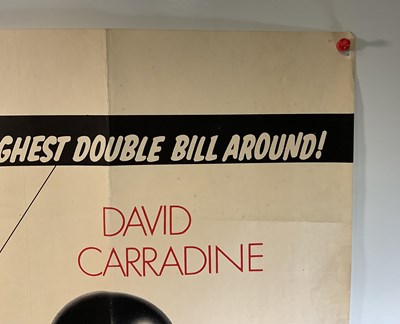 GHEST DOUBLE BILL AROUND!
DAVID
CARRADINE